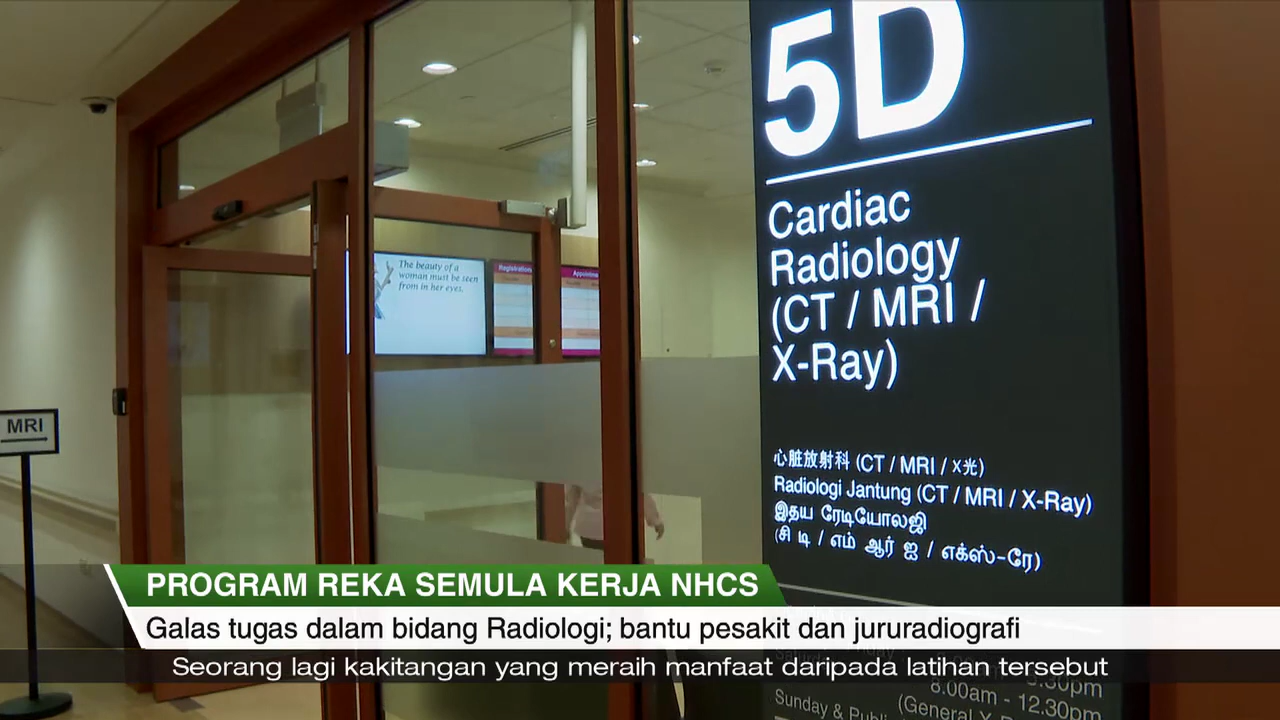 5D
Cardiac
Radiology
(CT / MRI /
X-Ray)
心脏放射科 (CT / MRI / X光)
Radiologi Jantung (CT / MRI / X-Ray)
இதய ரேடியோலஜி
(சி டி / எம் ஆர் ஐ / எக்ஸ்-ரே)
The beauty of a
woman must be seen
from in her eyes.
Registration
MRI
PROGRAM REKA SEMULA KERJA NHCS
Galas tugas dalam bidang Radiologi; bantu pesakit dan jururadiografi
Seorang lagi kakitangan yang meraih manfaat daripada latihan tersebut
8.00am - 12.30pm
Sunday &